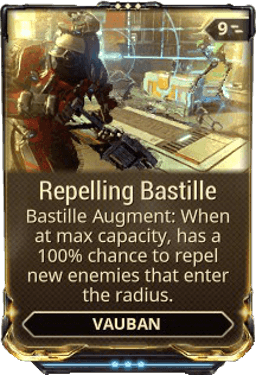 9
Repelling Bastille
Bastille Augment: When
at max capacity, has a
100% chance to repel
new enemies that enter
the radius.
VAUBAN